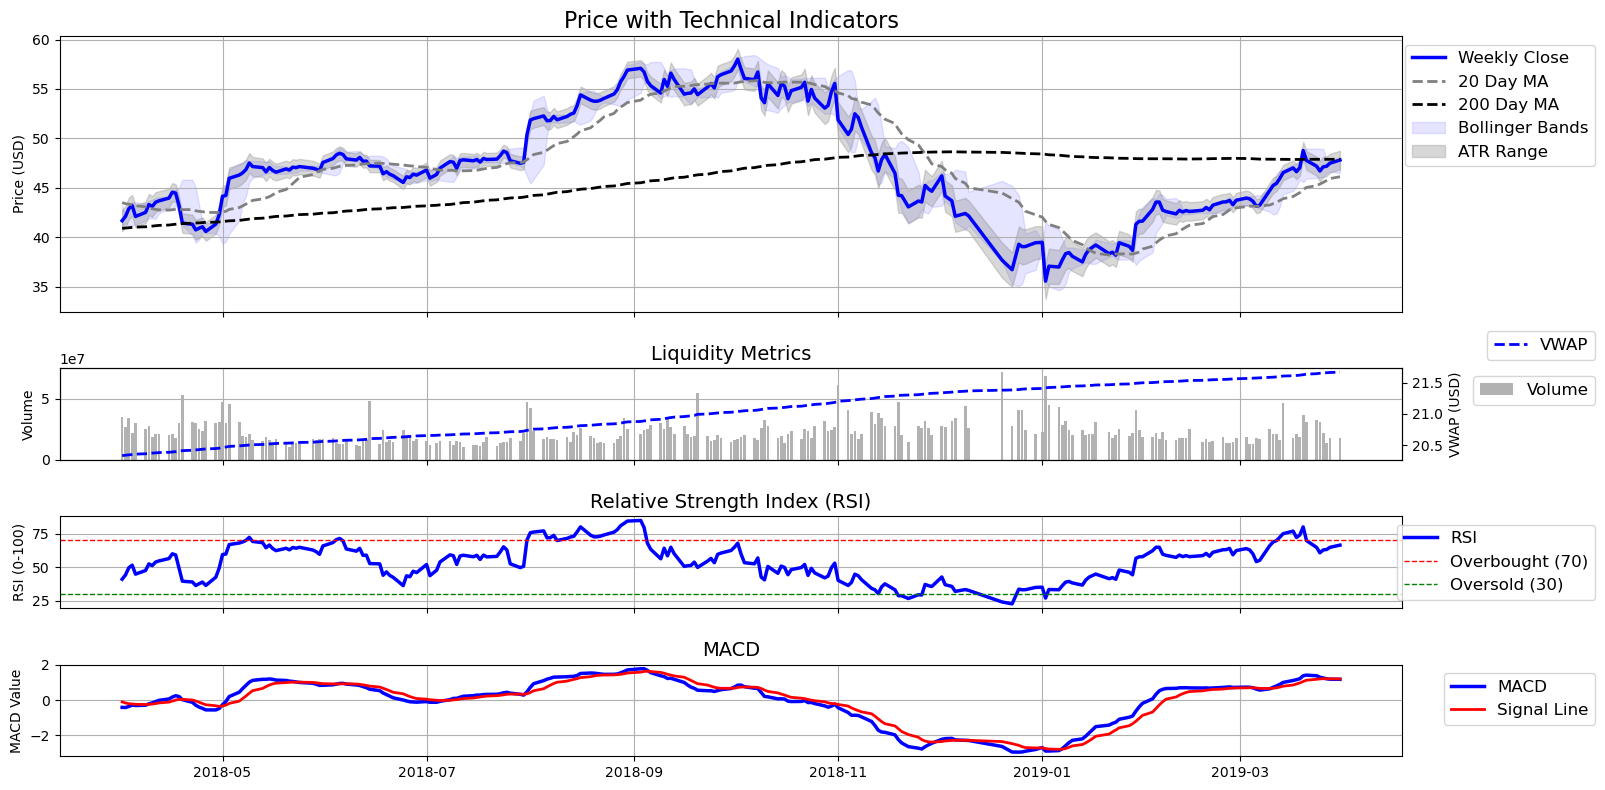 Price with Technical Indicators
60
55
50
45
40
35
Price (USD)
Weekly Close
20 Day MA
200 Day MA
Bollinger Bands
ATR Range
Liquidity Metrics
1e7
5
0
Volume
21.5
21.0
20.5
VWAP (USD)
VWAP
Volume
Relative Strength Index (RSI)
75
50
25
RSI (0-100)
RSI
Overbought (70)
Oversold (30)
MACD
2
0
−2
MACD Value
MACD
Signal Line
2018-05
2018-07
2018-09
2018-11
2019-01
2019-03